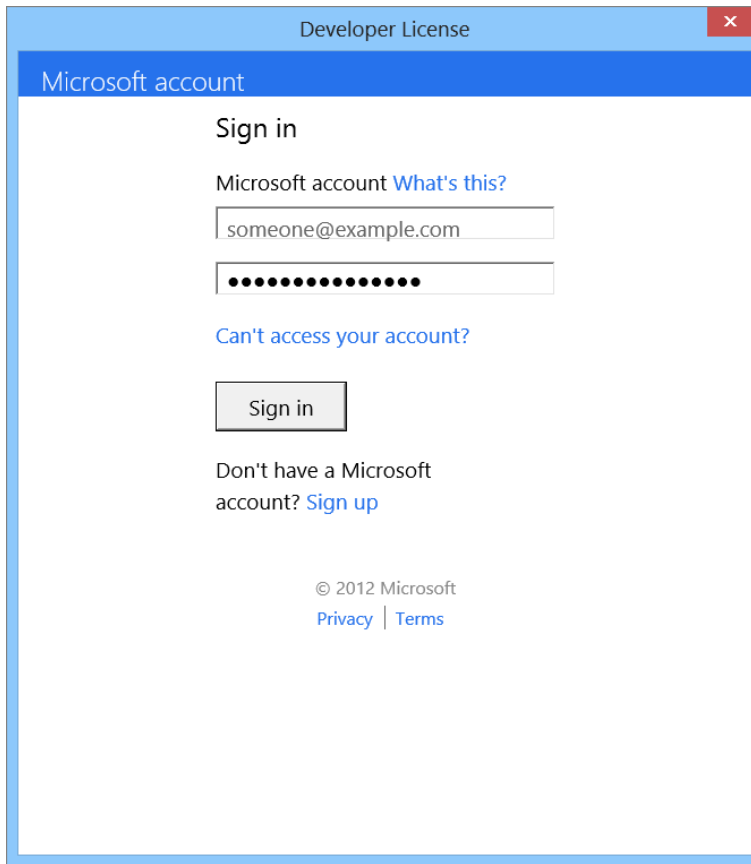 Developer License
Microsoft account
Sign in
Microsoft account What's this?
someone@example.com
●●●●●●●●●●●●●●●
Can't access your account?
Sign in
Don't have a Microsoft
account? Sign up
© 2012 Microsoft
Privacy | Terms